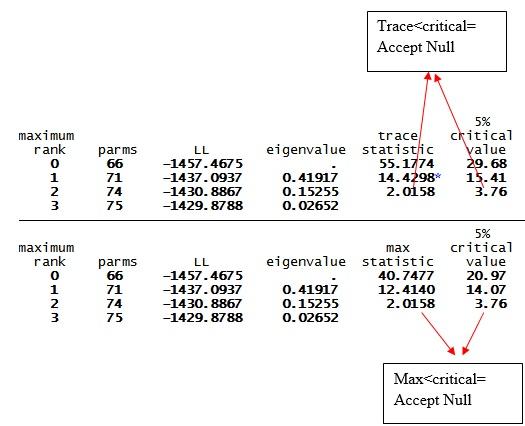 Trace<critical=
Accept Null
5%
maximum trace critical
rank parms LL eigenvalue statistic value
0 66 -1457.4675 . 55.1774 29.68
1 71 -1437.0937 0.41917 14.4298* 15.41
2 74 -1430.8867 0.15255 2.0158 3.76
3 75 -1429.8788 0.02652
5%
maximum max critical
rank parms LL eigenvalue statistic value
0 66 -1457.4675 . 40.7477 20.97
1 71 -1437.0937 0.41917 12.4140 14.07
2 74 -1430.8867 0.15255 2.0158 3.76
3 75 -1429.8788 0.02652
Max<critical=
Accept Null